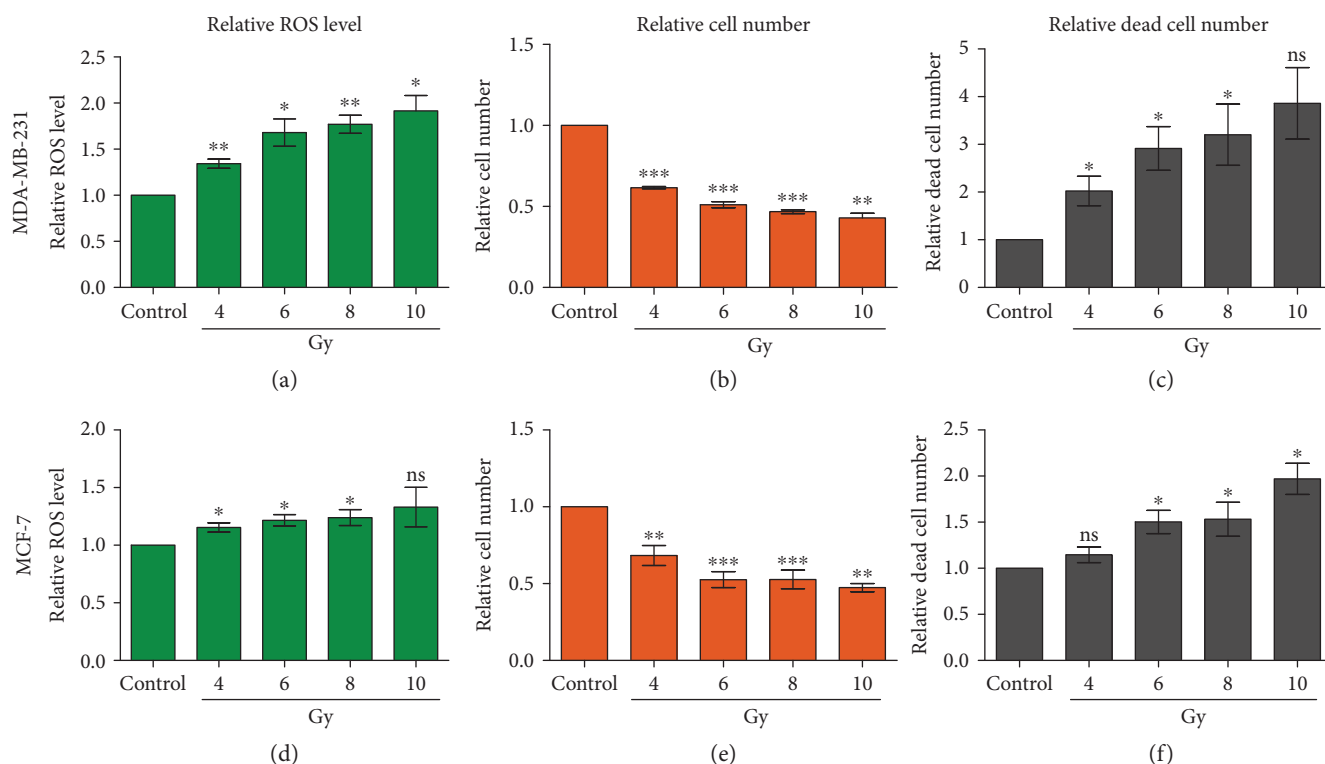 Relative ROS level
Relative cell number
Relative dead cell number
MDA-MB-231
Relative ROS level
2.5
2.0
1.5
1.0
0.5
0.0
**
*
**
*
Control 4 6 8 10
Gy
(a)
Relative cell number
1.5
1.0
0.5
0.0
***
***
***
**
Control 4 6 8 10
Gy
(b)
Relative dead cell number
5
4
3
2
1
0
*
*
*
ns
Control 4 6 8 10
Gy
(c)
MCF-7
Relative ROS level
2.0
1.5
1.0
0.5
0.0
*
*
*
ns
Control 4 6 8 10
Gy
(d)
Relative cell number
1.5
1.0
0.5
0.0
**
***
***
**
Control 4 6 8 10
Gy
(e)
Relative dead cell number
2.5
2.0
1.5
1.0
0.5
0.0
ns
*
*
*
Control 4 6 8 10
Gy
(f)